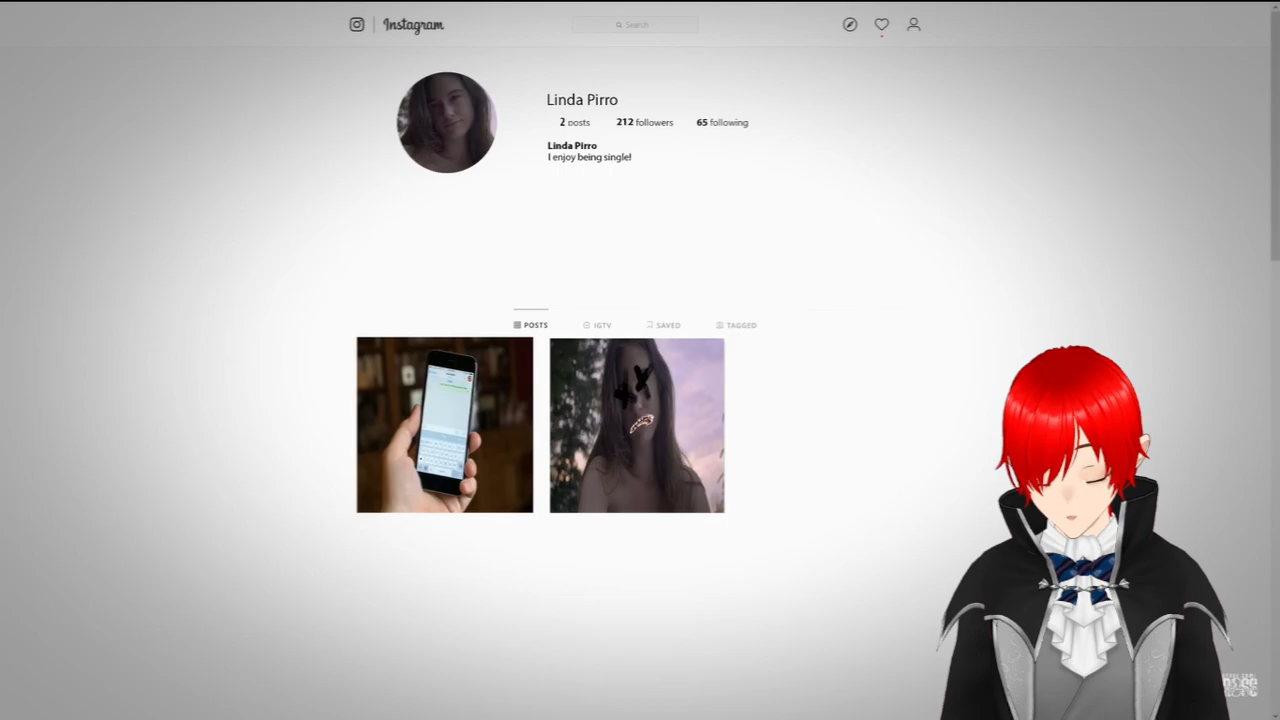 Instagram
Search
Linda Pirro
2 posts 212 followers 65 following
Linda Pirro
I enjoy being single!
POSTS IGTV SAVED TAGGED